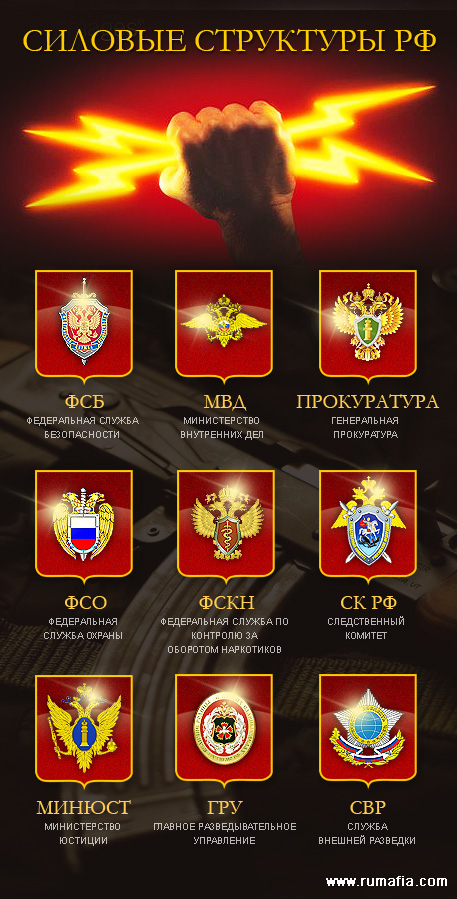 СИЛОВЫЕ СТРУКТУРЫ РФ
ФСБ
ФЕДЕРАЛЬНАЯ СЛУЖБА
БЕЗОПАСНОСТИ
МВД
МИНИСТЕРСТВО
ВНУТРЕННИХ ДЕЛ
ПРОКУРАТУРА
ГЕНЕРАЛЬНАЯ
ПРОКУРАТУРА
ФСО
ФЕДЕРАЛЬНАЯ
СЛУЖБА ОХРАНЫ
ФСКН
ФЕДЕРАЛЬНАЯ СЛУЖБА ПО
КОНТРОЛЮ ЗА
ОБОРОТОМ НАРКОТИКОВ
СК РФ
СЛЕДСТВЕННЫЙ
КОМИТЕТ
МИНЮСТ
МИНИСТЕРСТВО
ЮСТИЦИИ
ГРУ
ГЛАВНОЕ РАЗВЕДЫВАТЕЛЬНОЕ
УПРАВЛЕНИЕ
СВР
СЛУЖБА
ВНЕШНЕЙ РАЗВЕДКИ
www.rumafia.com